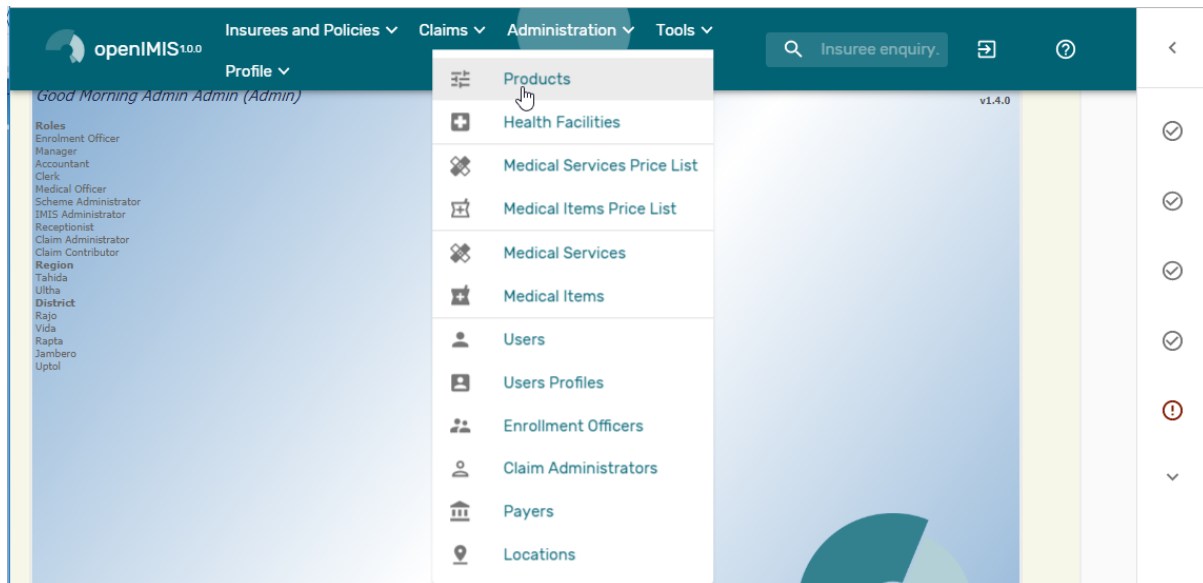 openIMIS 1.0.0
Insurees and Policies
Claims
Administration
Tools
Profile
Insuree enquiry.
Good Morning Admin Admin (Admin)
v1.4.0
Roles
Enrolment Officer
Manager
Accountant
Clerk
Medical Officer
Scheme Administrator
IMIS Administrator
Receptionist
Claim Administrator
Claim Contributor
Region
Tahida
Ultha
District
Rajo
Vida
Rapta
Jambero
Uptol
Products
Health Facilities
Medical Services Price List
Medical Items Price List
Medical Services
Medical Items
Users
Users Profiles
Enrollment Officers
Claim Administrators
Payers
Locations